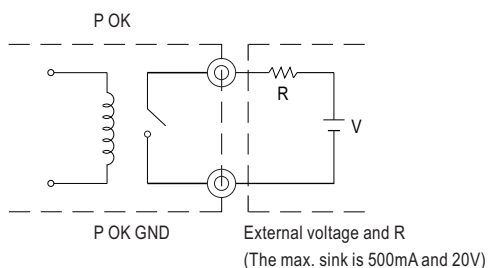 P OK
R
V
P OK GND
External voltage and R
(The max. sink is 500mA and 20V)